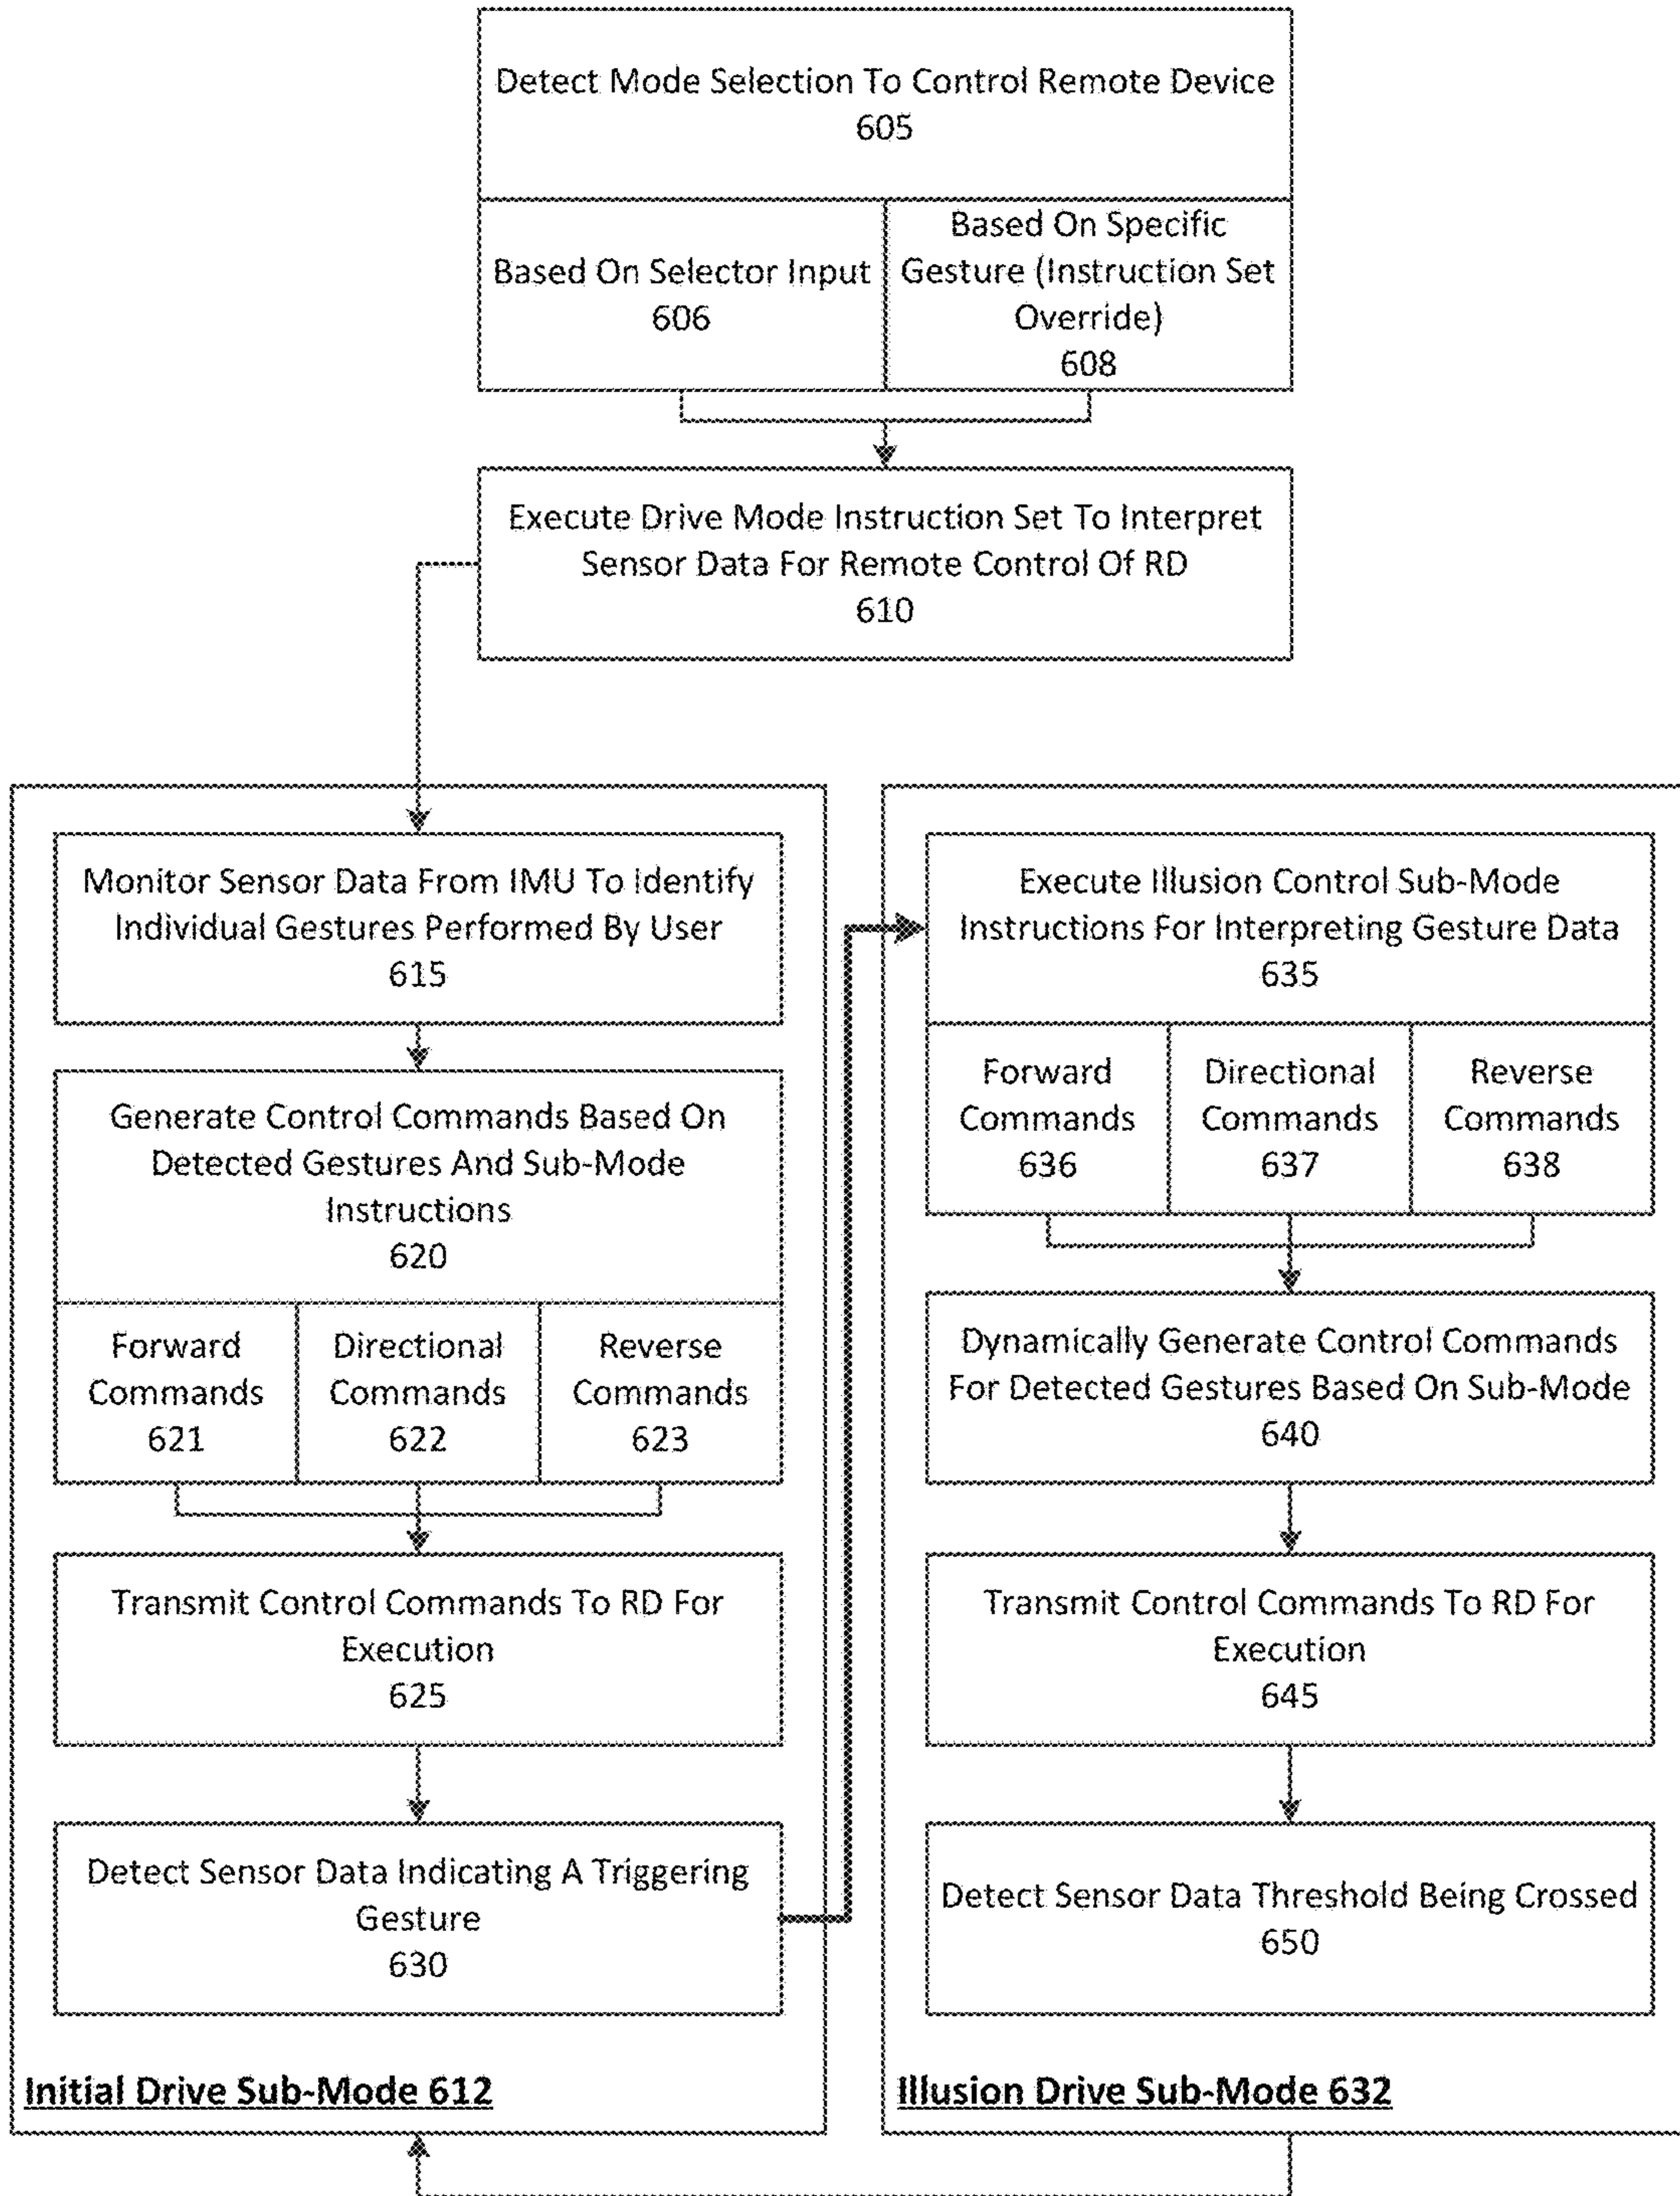 Detect Mode Selection To Control Remote Device
605
Based On Selector Input
606
Based On Specific
Gesture (Instruction Set
Override)
608
Execute Drive Mode Instruction Set To Interpret
Sensor Data For Remote Control Of RD
610
Monitor Sensor Data From IMU To Identify
Individual Gestures Performed By User
615
Generate Control Commands Based On
Detected Gestures And Sub-Mode
Instructions
620
Forward
Commands
621
Directional
Commands
622
Reverse
Commands
623
Transmit Control Commands To RD For
Execution
625
Detect Sensor Data Indicating A Triggering
Gesture
630
Initial Drive Sub-Mode 612
Execute Illusion Control Sub-Mode
Instructions For Interpreting Gesture Data
635
Forward
Commands
636
Directional
Commands
637
Reverse
Commands
638
Dynamically Generate Control Commands
For Detected Gestures Based On Sub-Mode
640
Transmit Control Commands To RD For
Execution
645
Detect Sensor Data Threshold Being Crossed
650
Illusion Drive Sub-Mode 632